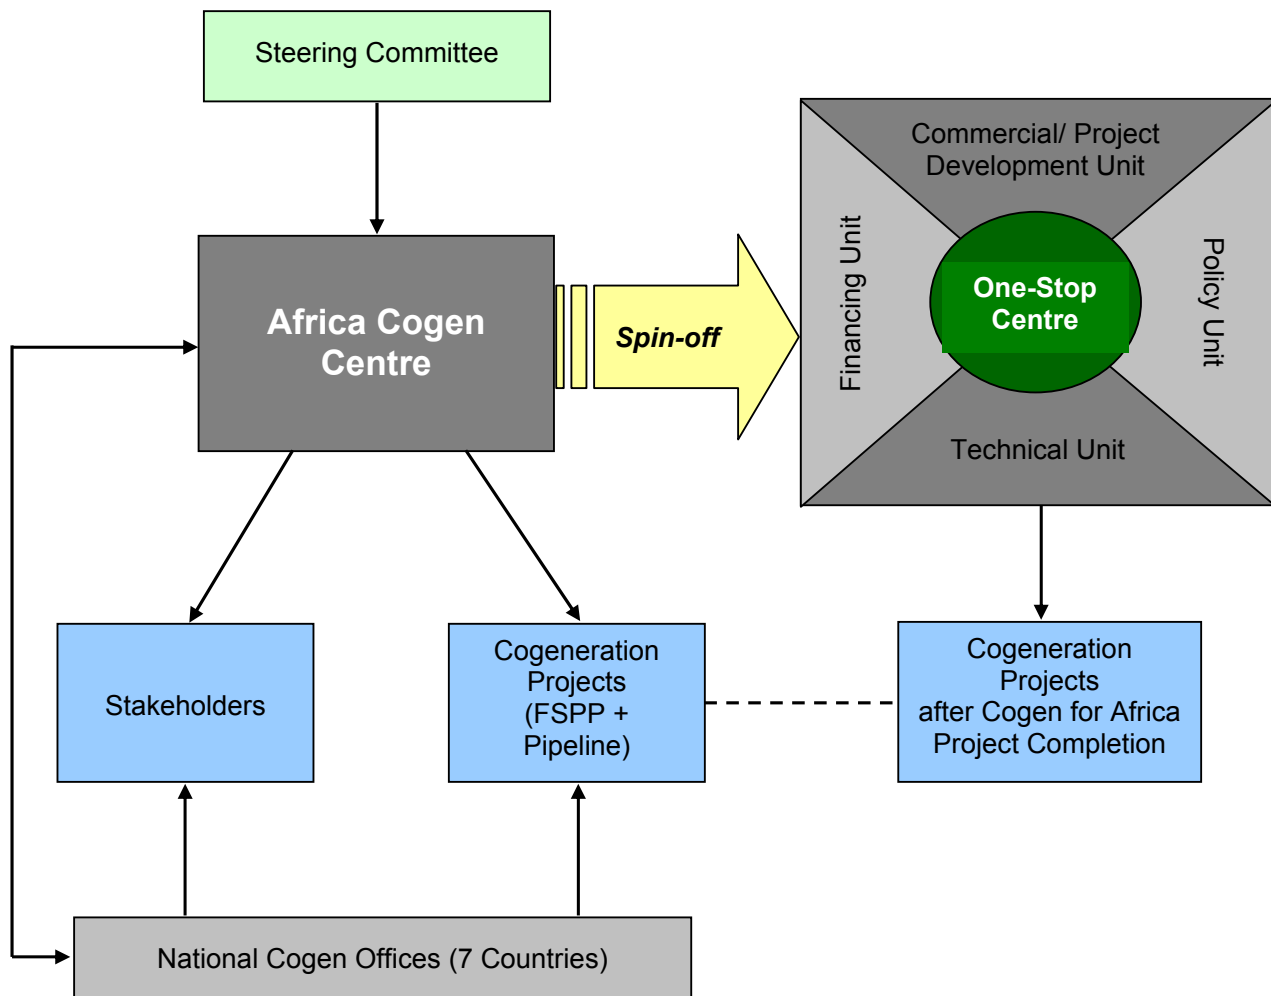 Steering Committee
Commercial/ Project
Development Unit
Financing Unit
Policy Unit
One-Stop
Centre
Technical Unit
Africa Cogen
Centre
Spin-off
Stakeholders
Cogeneration
Projects
(FSPP +
Pipeline)
Cogeneration
Projects
after Cogen for Africa
Project Completion
National Cogen Offices (7 Countries)